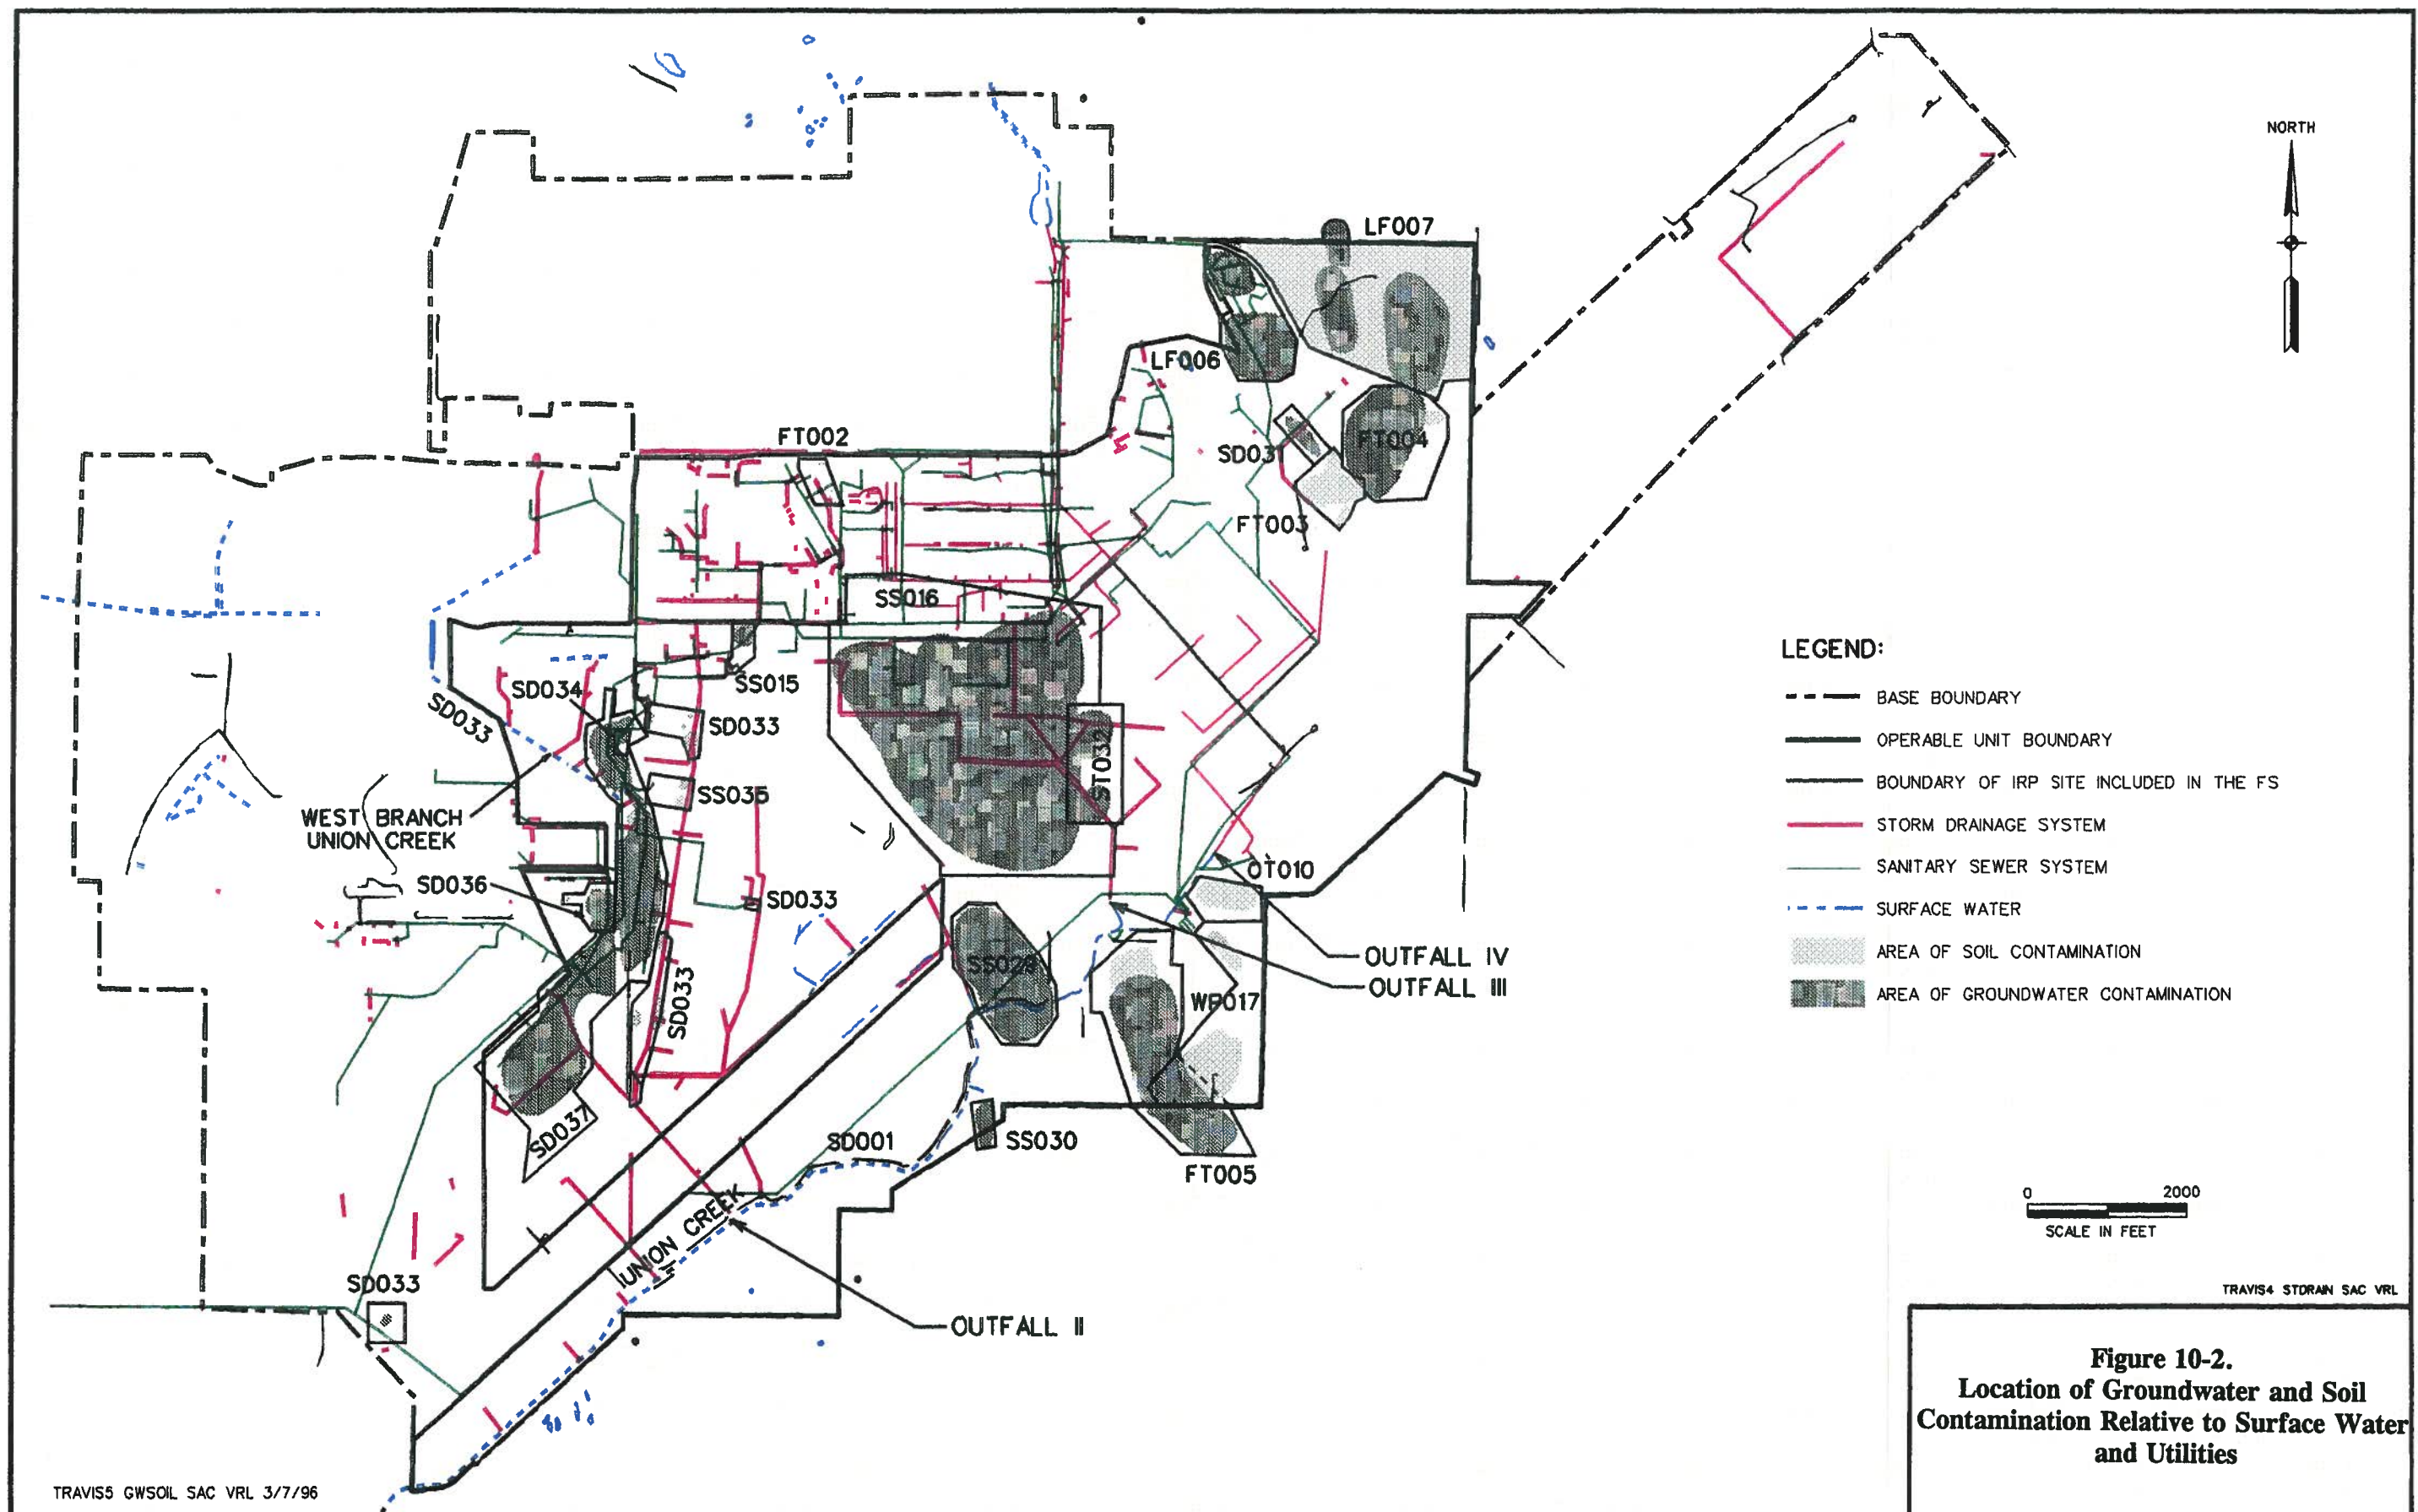 NORTH
LF007
LF006
FT002
FT004
SD031
FT003
SS016
SS015
SD034
SD033
SD033
SS035
ST032
WEST BRANCH
UNION CREEK
SD036
SD033
OT010
OUTFALL IV
OUTFALL III
SS029
WP017
SD033
SD037
SD001
SS030
FT005
UNION CREEK
SD033
OUTFALL II
LEGEND:
BASE BOUNDARY
OPERABLE UNIT BOUNDARY
BOUNDARY OF IRP SITE INCLUDED IN THE FS
STORM DRAINAGE SYSTEM
SANITARY SEWER SYSTEM
SURFACE WATER
AREA OF SOIL CONTAMINATION
AREA OF GROUNDWATER CONTAMINATION
0 2000
SCALE IN FEET
TRAVIS4 STDRAIN SAC VRL
Figure 10-2.
Location of Groundwater and Soil
Contamination Relative to Surface Water
and Utilities
TRAVIS5 GWSOIL SAC VRL 3/7/96